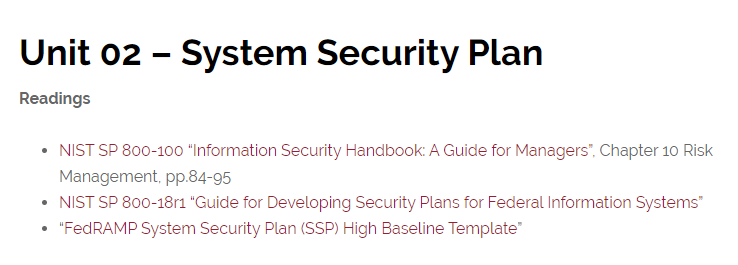 Unit 02 – System Security Plan
Readings
• NIST SP 800-100 “Information Security Handbook: A Guide for Managers”, Chapter 10 Risk
Management, pp.84-95
• NIST SP 800-18r1 “Guide for Developing Security Plans for Federal Information Systems”
• “FedRAMP System Security Plan (SSP) High Baseline Template”